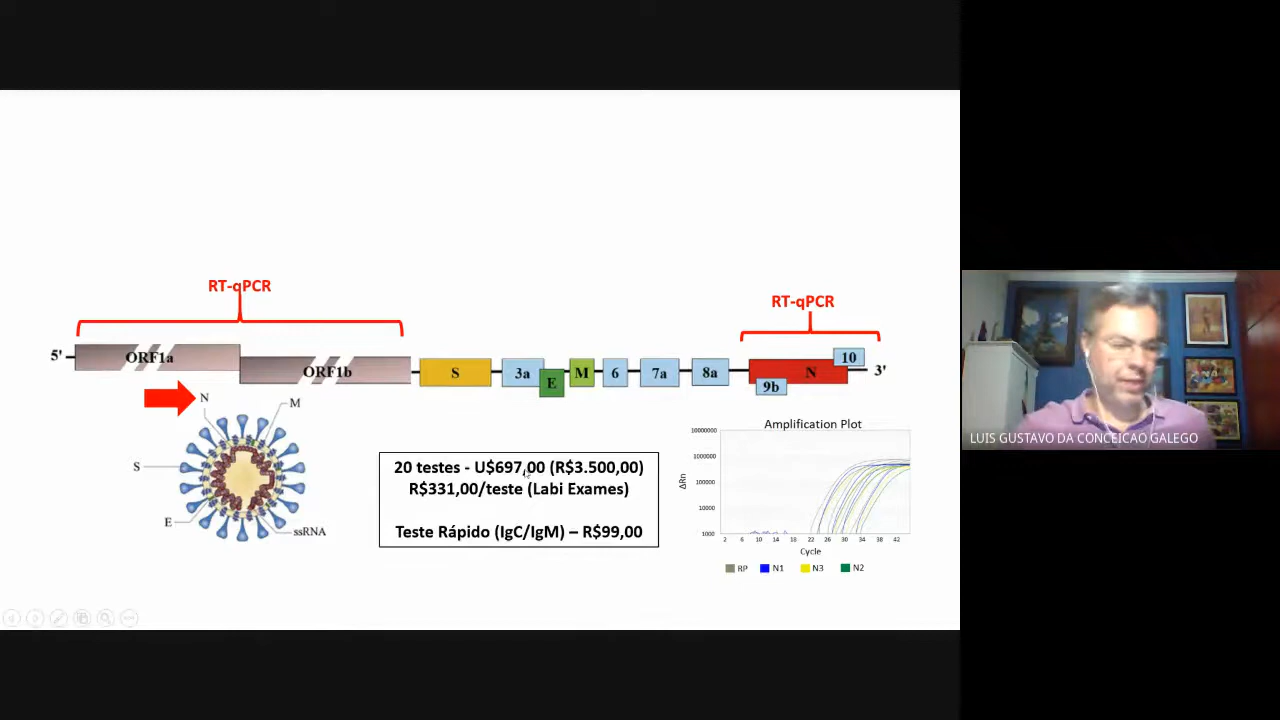 RT-qPCR
RT-qPCR
5'
ORF1a
ORF1b
S
3a
E
M
6
7a
8a
9b
N
10
3'
N
M
S
E
ssRNA
20 testes - U$697,00 (R$3.500,00)
R$331,00/teste (Labi Exames)
Teste Rápido (IgC/IgM) – R$99,00
Amplification Plot
10000000
1000000
100000
10000
1000
ΔRn
2 6 10 14 18 22 26 30 34 38 42
Cycle
RP N1 N3 N2
LUIS GUSTAVO DA CONCEICAO GALEGO